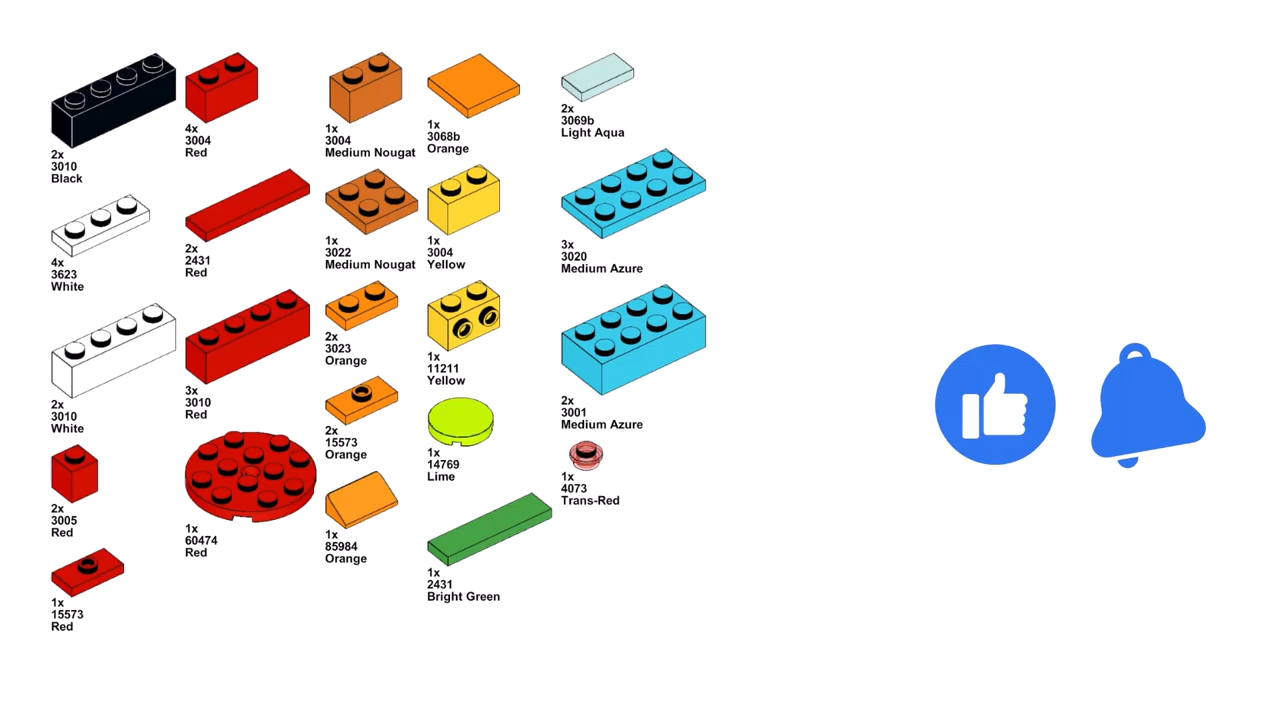 2x
3010
Black
4x
3623
White
2x
3010
White
2x
3005
Red
1x
15573
Red
4x
3004
Red
2x
2431
Red
3x
3010
Red
1x
60474
Red
1x
3004
Medium Nougat
1x
3022
Medium Nougat
2x
3023
Orange
2x
15573
Orange
1x
85984
Orange
1x
3068b
Orange
1x
3004
Yellow
1x
11211
Yellow
1x
14769
Lime
1x
2431
Bright Green
2x
3069b
Light Aqua
3x
3020
Medium Azure
2x
3001
Medium Azure
1x
4073
Trans-Red